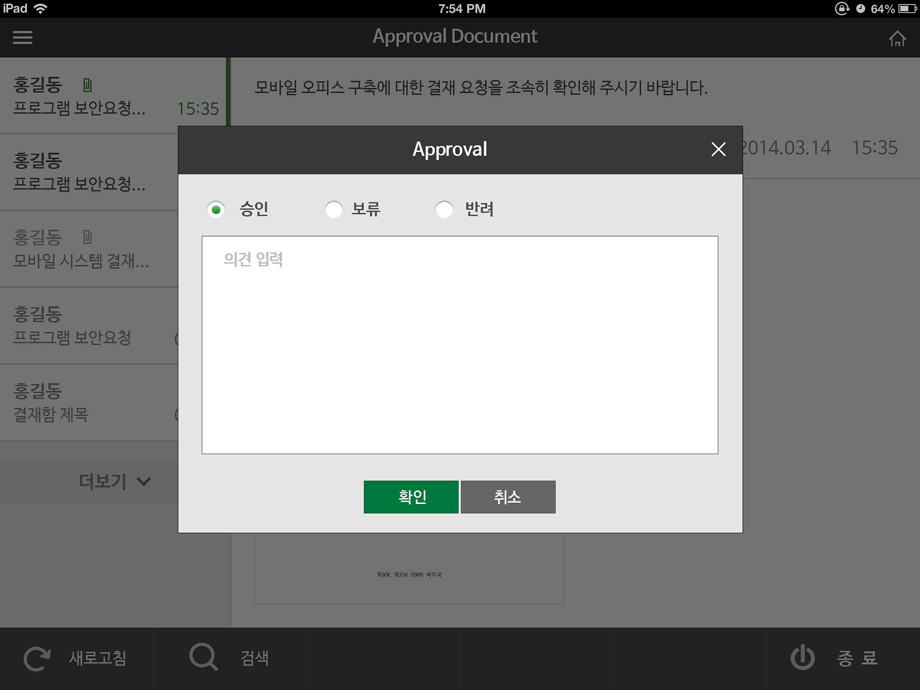 iPad 7:54 PM 64%
Approval Document
홍길동
프로그램 보안요청... 15:35
홍길동
프로그램 보안요청...
홍길동
모바일 시스템 결재...
홍길동
프로그램 보안요청
홍길동
결재함 제목
더보기
모바일 오피스 구축에 대한 결재 요청을 조속히 확인해 주시기 바랍니다.
2014.03.14 15:35
Approval
승인 보류 반려
의견 입력
확인 취소
TOOL TECH 2005
새로고침 검색 종 료